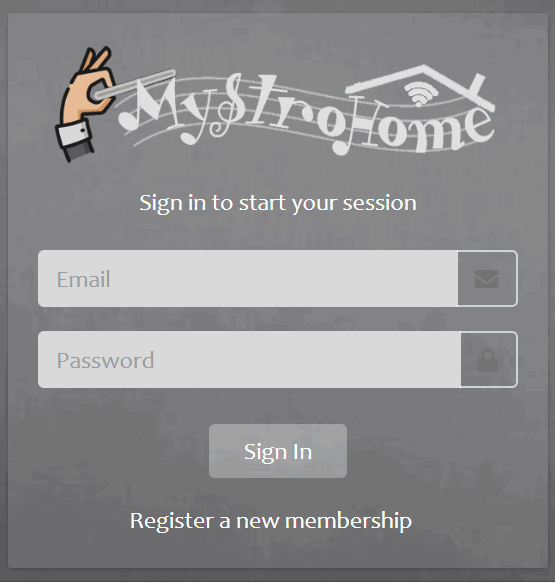 MyStroHome
Sign in to start your session
Email
Password
Sign In
Register a new membership